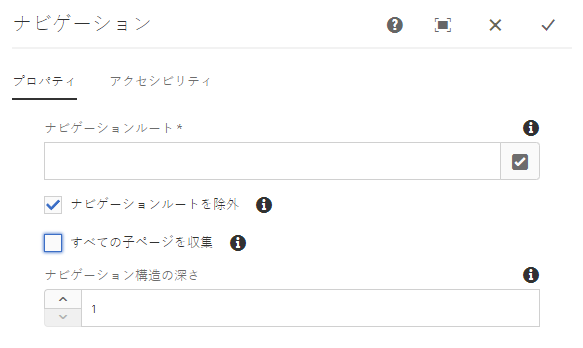 ナビゲーション
プロパティ
アクセシビリティ
ナビゲーションルート *
ナビゲーションルートを除外
すべての子ページを収集
ナビゲーション構造の深さ
1